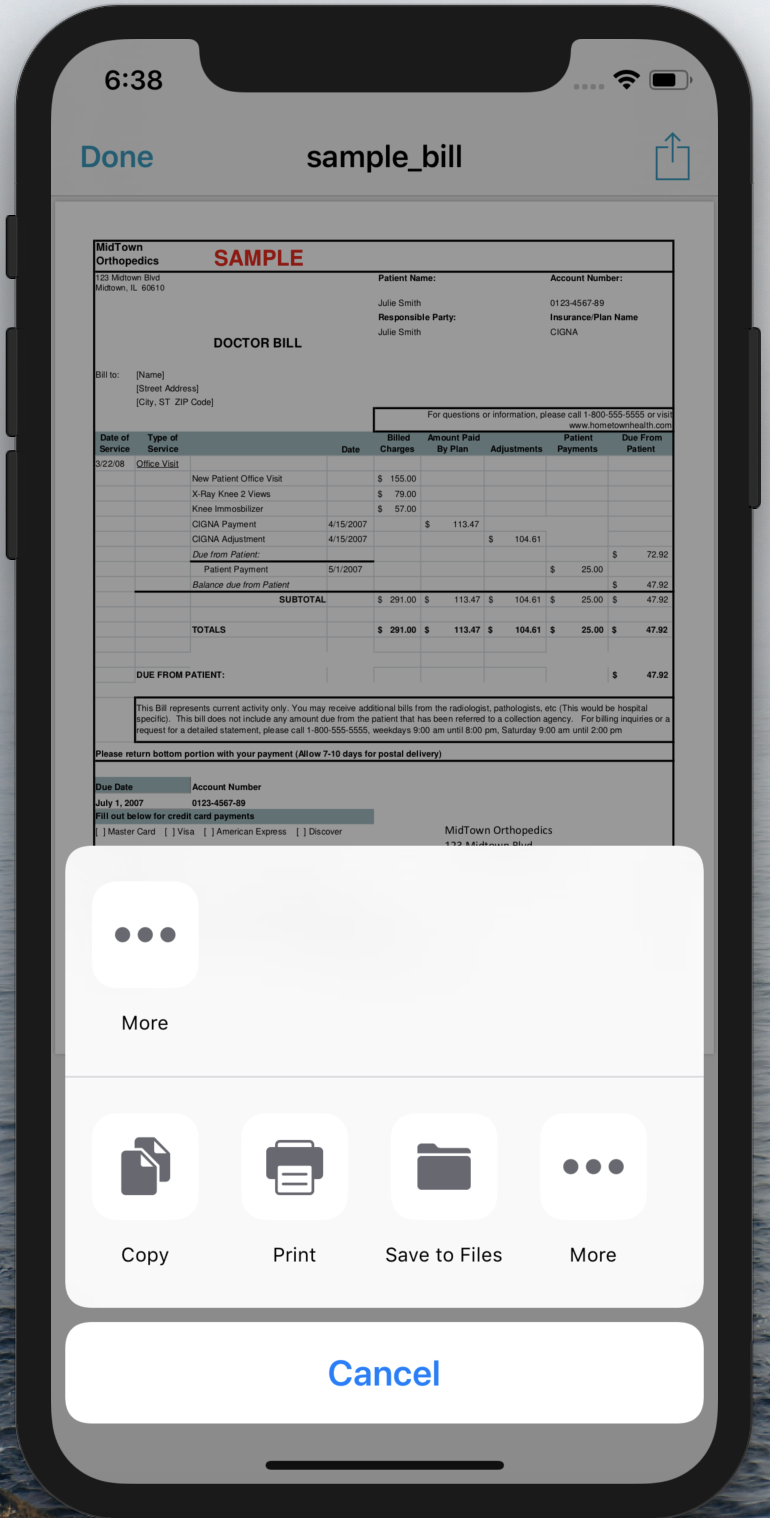 6:38
Done
sample_bill
MidTown
Orthopedics
SAMPLE
123 Midtown Blvd
Midtown, IL 60610
Patient Name:
Account Number:
Julie Smith
0123-4567-89
Responsible Party:
Insurance/Plan Name
Julie Smith
CIGNA
DOCTOR BILL
Bill to: [Name]
[Street Address]
[City, ST ZIP Code]
For questions or information, please call 1-800-555-5555 or visit
www.hometownhealth.com
Date of Type of Billed Amount Paid Patient Due From
Service Service Date Charges By Plan Adjustments Payments Patient
3/22/08 Office Visit
New Patient Office Visit $ 155.00
X-Ray Knee 2 Views $ 79.00
Knee Immosbilizer $ 57.00
CIGNA Payment 4/15/2007 $ 113.47
CIGNA Adjustment 4/15/2007 $ 104.61
Due from Patient: $ 72.92
Patient Payment 5/1/2007 $ 25.00
Balance due from Patient $ 47.92
SUBTOTAL $ 291.00 $ 113.47 $ 104.61 $ 25.00 $ 47.92
TOTALS $ 291.00 $ 113.47 $ 104.61 $ 25.00 $ 47.92
DUE FROM PATIENT: $ 47.92
This Bill represents current activity only. You may receive additional bills from the radiologist, pathologists, etc (This would be hospital
specific). This bill does not include any amount due from the patient that has been referred to a collection agency. For billing inquiries or a
request for a detailed statement, please call 1-800-555-5555, weekdays 9:00 am until 8:00 pm, Saturday 9:00 am until 2:00 pm
Please return bottom portion with your payment (Allow 7-10 days for postal delivery)
Due Date Account Number
July 1, 2007 0123-4567-89
Fill out below for credit card payments
[ ] Master Card [ ] Visa [ ] American Express [ ] Discover
MidTown Orthopedics
123 Midtown Blvd
More
Copy Print Save to Files More
Cancel